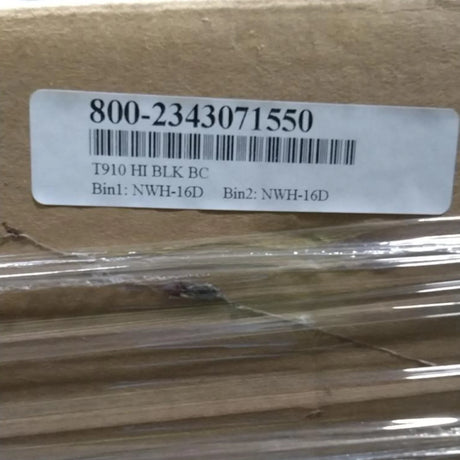 800-2343071550
T910 HI BLK BC
Bin1: NWH-16D Bin2: NWH-16D